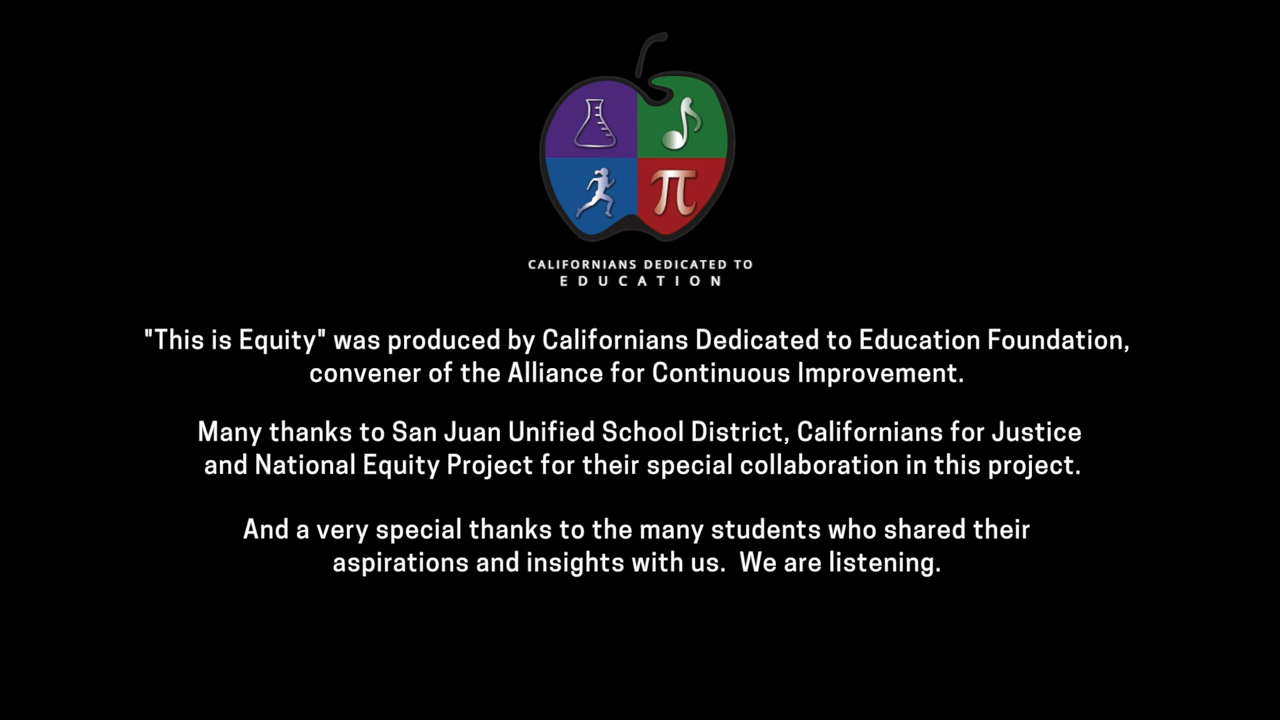 π
CALIFORNIANS DEDICATED TO
EDUCATION
"This is Equity" was produced by Californians Dedicated to Education Foundation,
convener of the Alliance for Continuous Improvement.
Many thanks to San Juan Unified School District, Californians for Justice
and National Equity Project for their special collaboration in this project.
And a very special thanks to the many students who shared their
aspirations and insights with us.  We are listening.